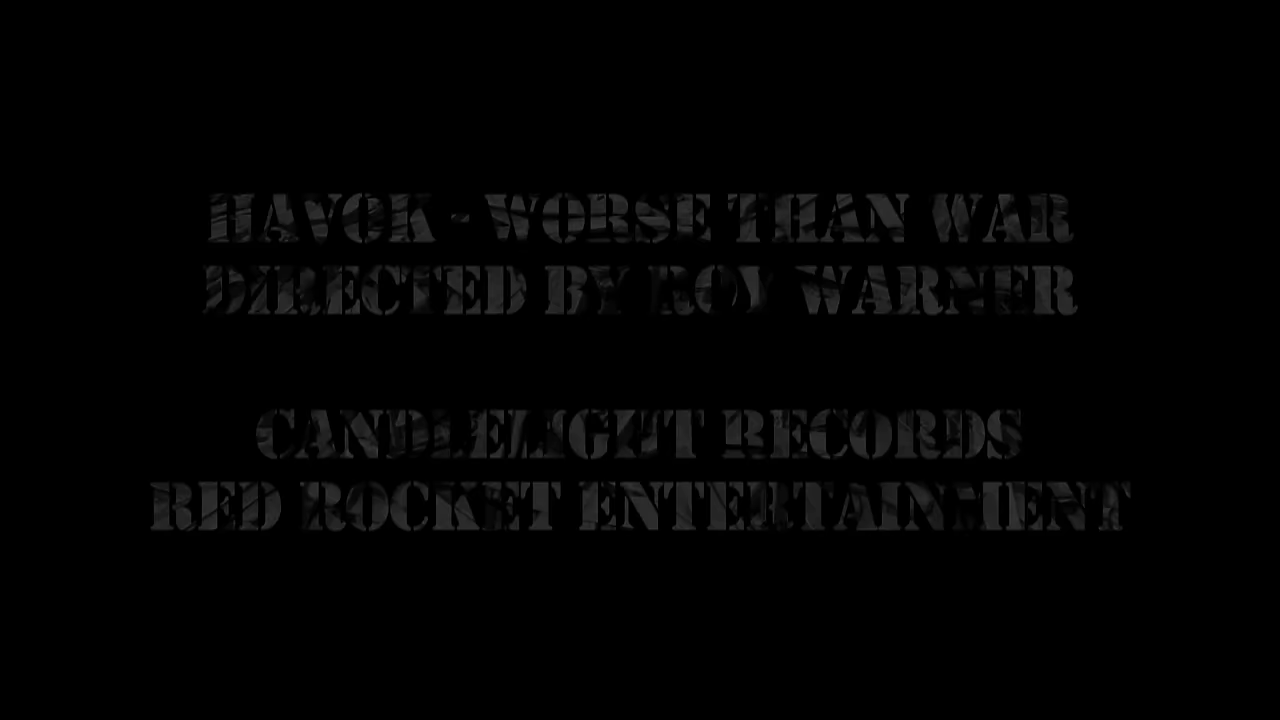 HAVOK - WORSE THAN WAR
DIRECTED BY ROY WARNER
CANDLELIGHT RECORDS
RED ROCKET ENTERTAINMENT